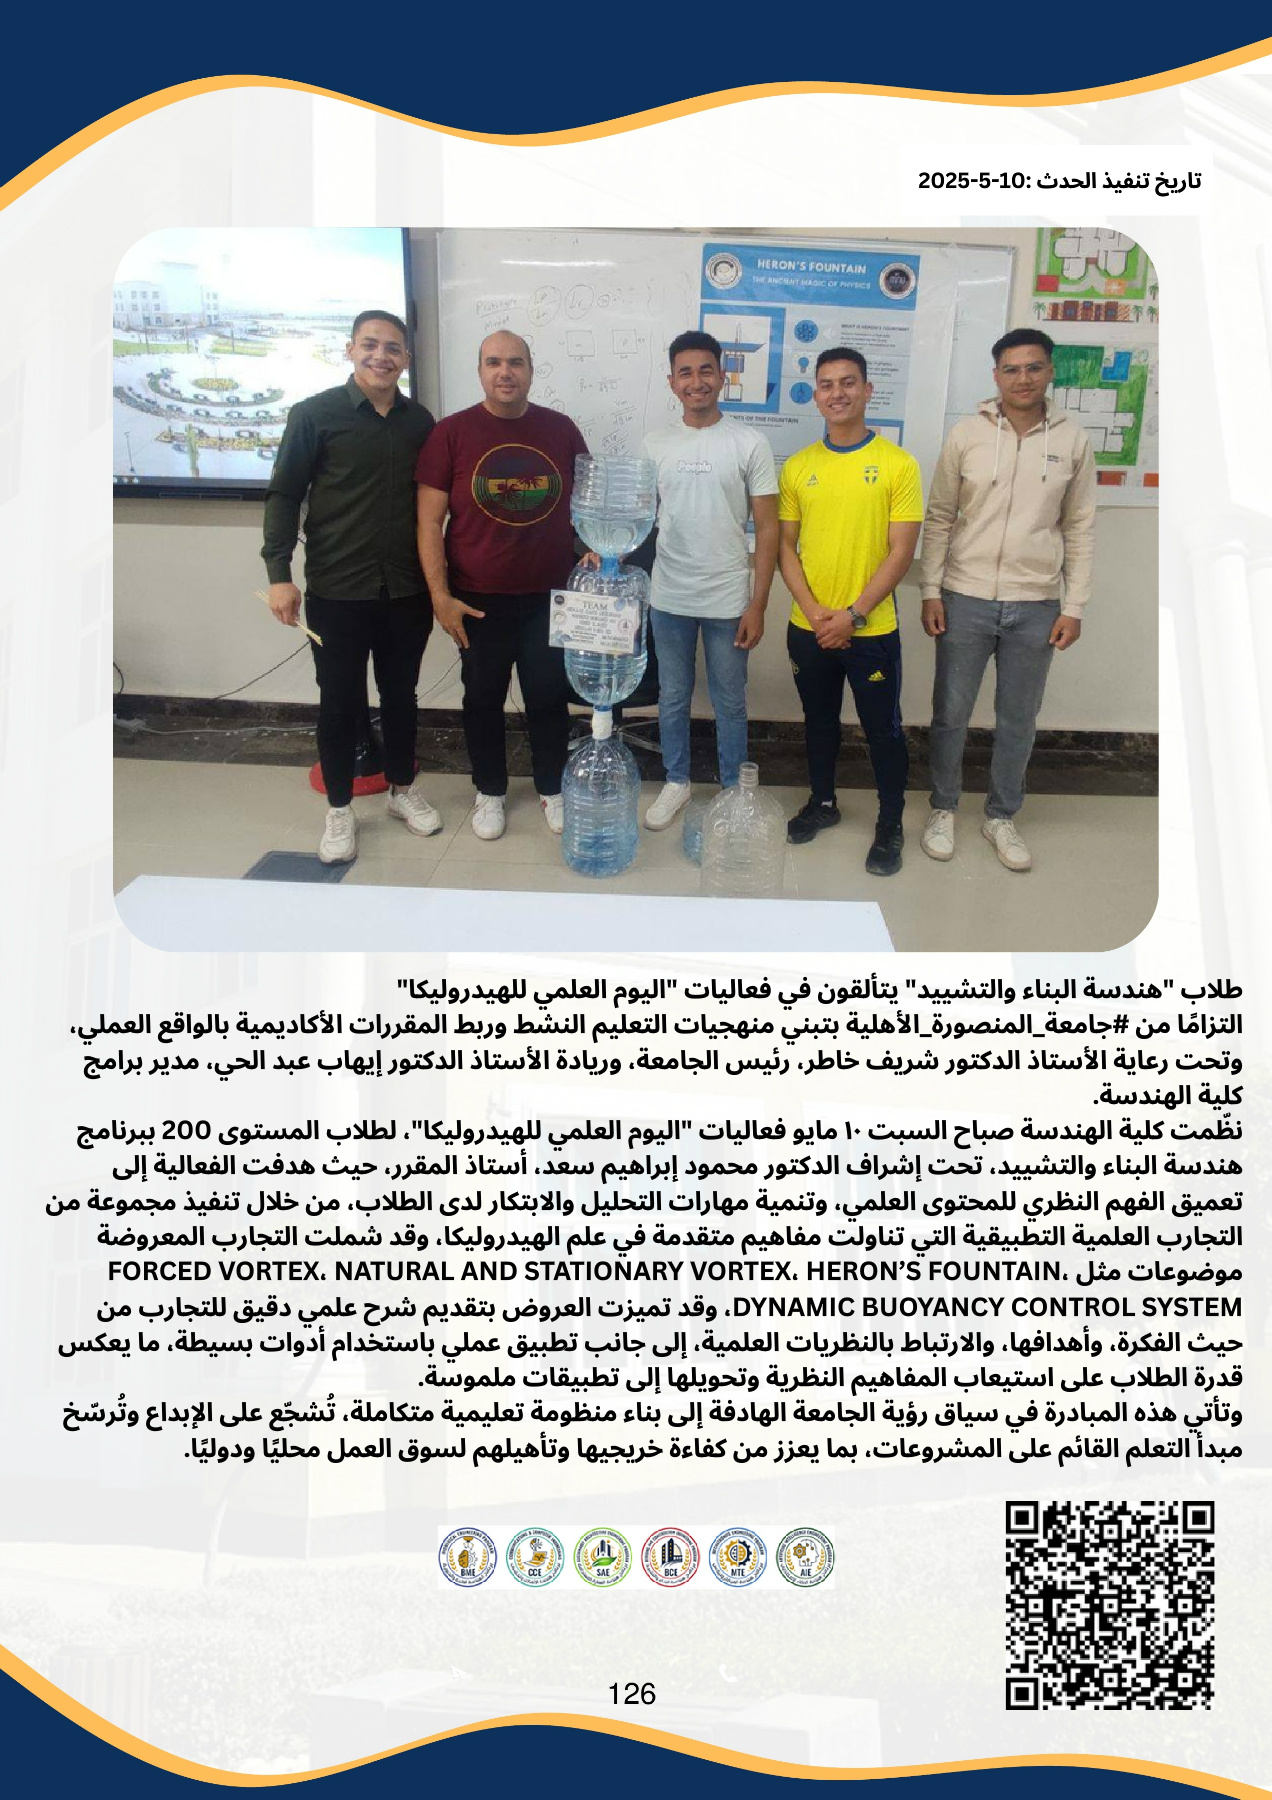 تاريخ تنفيذ الحدث :10-5-2025
HERON'S FOUNTAIN
THE ANCIENT MAGIC OF PHYSICS
WHAT IS HERON'S FOUNTAIN?
TEAM
People
طلاب "هندسة البناء والتشييد" يتألقون في فعاليات "اليوم العلمي للهيدروليكا"
التزامًا من #جامعة_المنصورة_الأهلية بتبني منهجيات التعليم النشط وربط المقررات الأكاديمية بالواقع العملي،
وتحت رعاية الأستاذ الدكتور شريف خاطر، رئيس الجامعة، وريادة الأستاذ الدكتور إيهاب عبد الحي، مدير برامج
كلية الهندسة.
نظّمت كلية الهندسة صباح السبت ١٠ مايو فعاليات "اليوم العلمي للهيدروليكا"، لطلاب المستوى 200 ببرنامج
هندسة البناء والتشييد، تحت إشراف الدكتور محمود إبراهيم سعد، أستاذ المقرر، حيث هدفت الفعالية إلى
تعميق الفهم النظري للمحتوى العلمي، وتنمية مهارات التحليل والابتكار لدى الطلاب، من خلال تنفيذ مجموعة من
التجارب العلمية التطبيقية التي تناولت مفاهيم متقدمة في علم الهيدروليكا، وقد شملت التجارب المعروضة
موضوعات مثل FORCED VORTEX، NATURAL AND STATIONARY VORTEX، HERON’S FOUNTAIN،
DYNAMIC BUOYANCY CONTROL SYSTEM، وقد تميزت العروض بتقديم شرح علمي دقيق للتجارب من
حيث الفكرة، وأهدافها، والارتباط بالنظريات العلمية، إلى جانب تطبيق عملي باستخدام أدوات بسيطة، ما يعكس
قدرة الطلاب على استيعاب المفاهيم النظرية وتحويلها إلى تطبيقات ملموسة.
وتأتي هذه المبادرة في سياق رؤية الجامعة الهادفة إلى بناء منظومة تعليمية متكاملة، تُشجّع على الإبداع وتُرسّخ
مبدأ التعلم القائم على المشروعات، بما يعزز من كفاءة خريجيها وتأهيلهم لسوق العمل محليًا ودوليًا.
BME
CCE
SAE
BCE
MTE
AIE
126